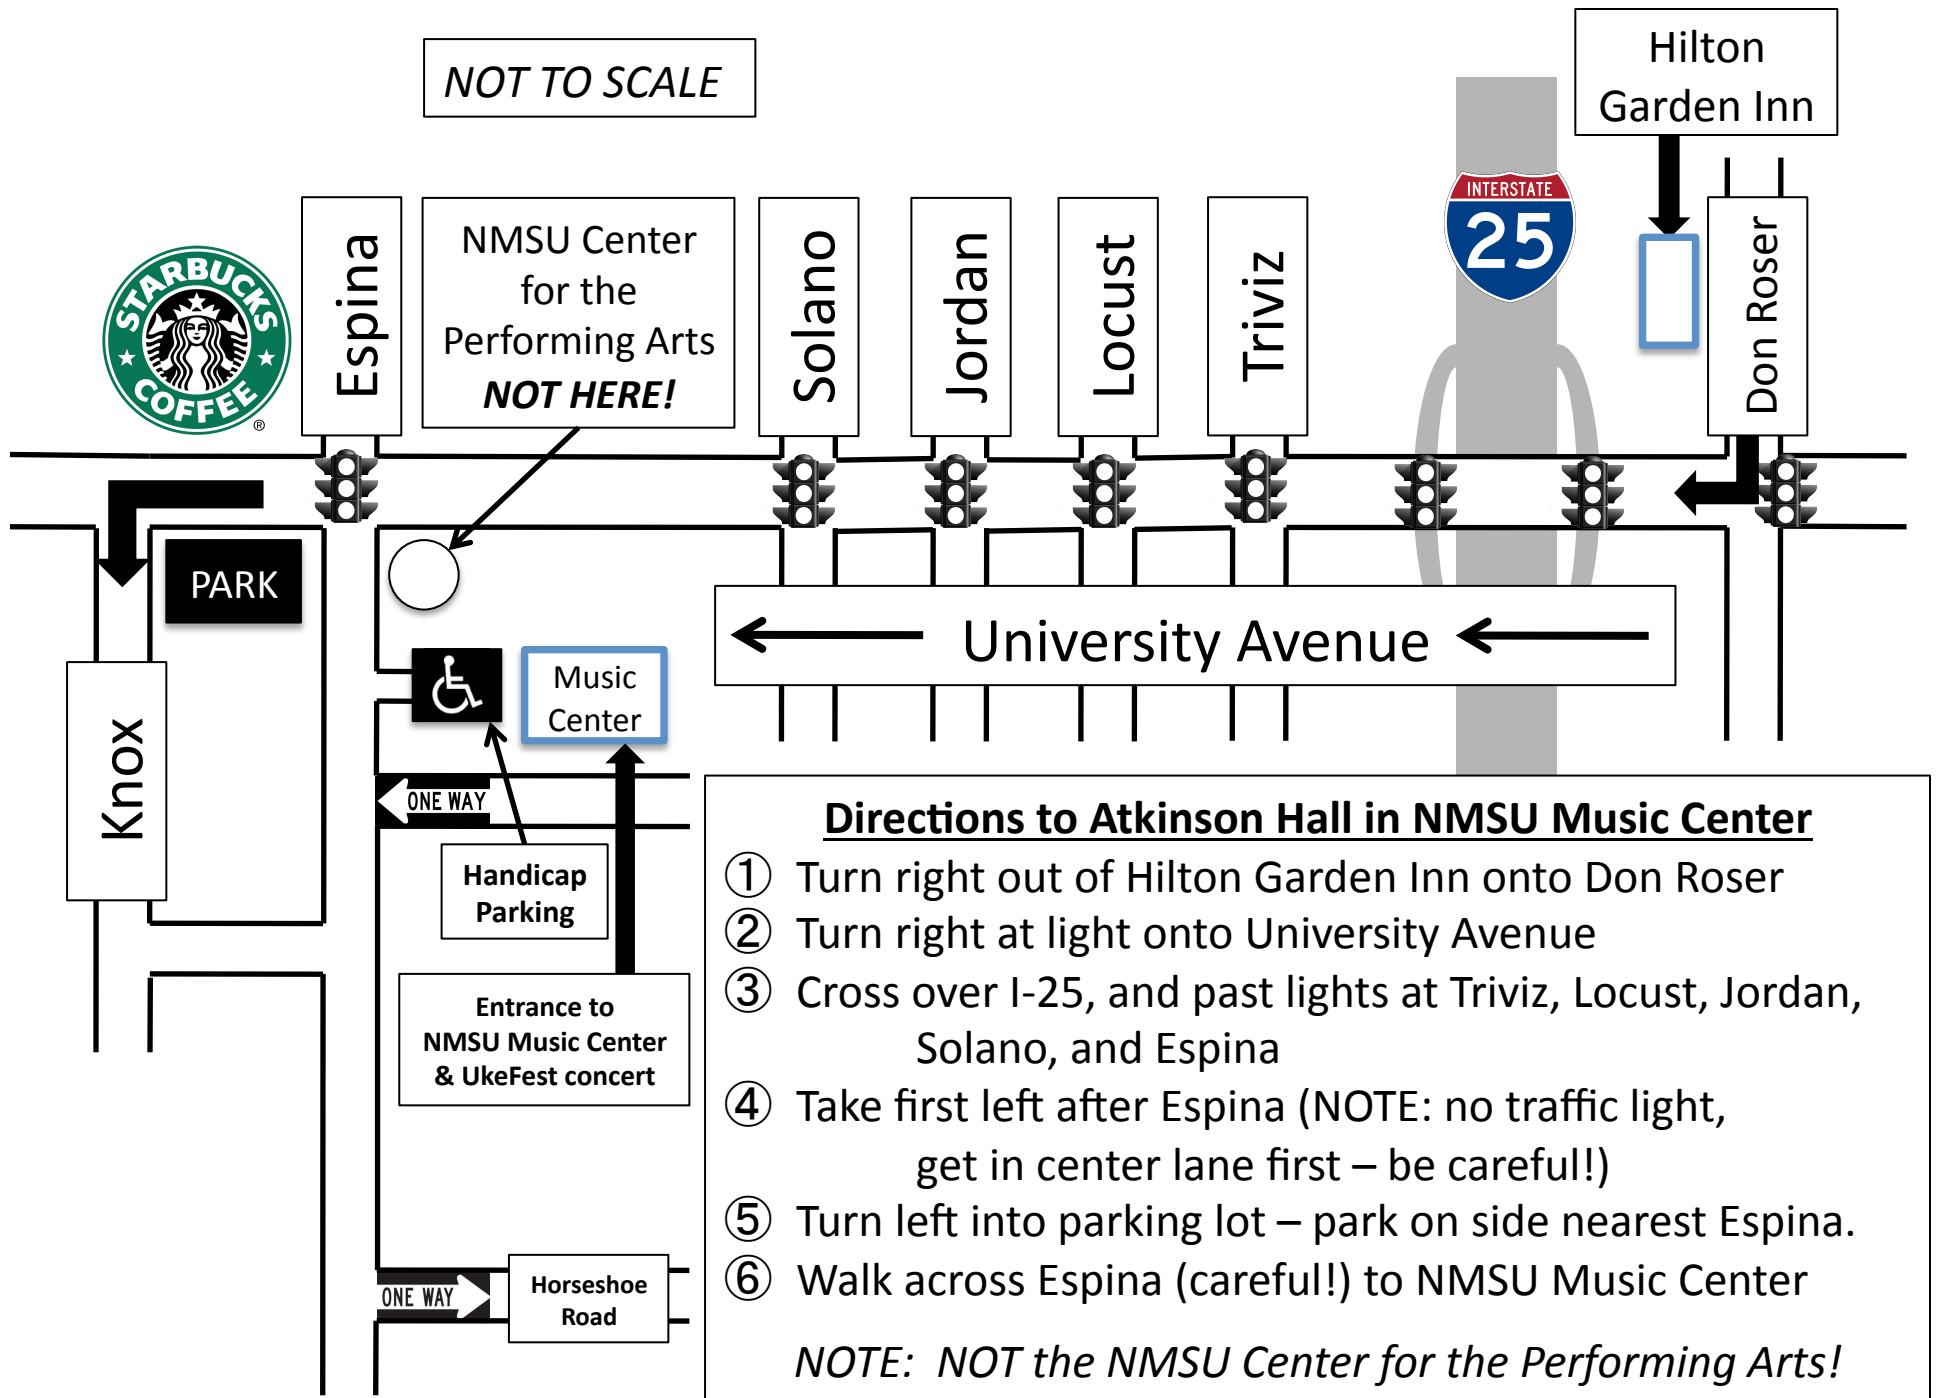 NOT TO SCALE
Hilton
Garden Inn
STARBUCKS
COFFEE
®
Espina
NMSU Center
for the
Performing Arts
NOT HERE!
Solano
Jordan
Locust
Triviz
INTERSTATE
25
Don Roser
PARK
University Avenue
Music
Center
Knox
ONE WAY
Handicap
Parking
Entrance to
NMSU Music Center
& UkeFest concert
ONE WAY
Horseshoe
Road
Directions to Atkinson Hall in NMSU Music Center
① Turn right out of Hilton Garden Inn onto Don Roser
② Turn right at light onto University Avenue
③ Cross over I-25, and past lights at Triviz, Locust, Jordan,
Solano, and Espina
④ Take first left after Espina (NOTE: no traffic light,
get in center lane first – be careful!)
⑤ Turn left into parking lot – park on side nearest Espina.
⑥ Walk across Espina (careful!) to NMSU Music Center
NOTE: NOT the NMSU Center for the Performing Arts!